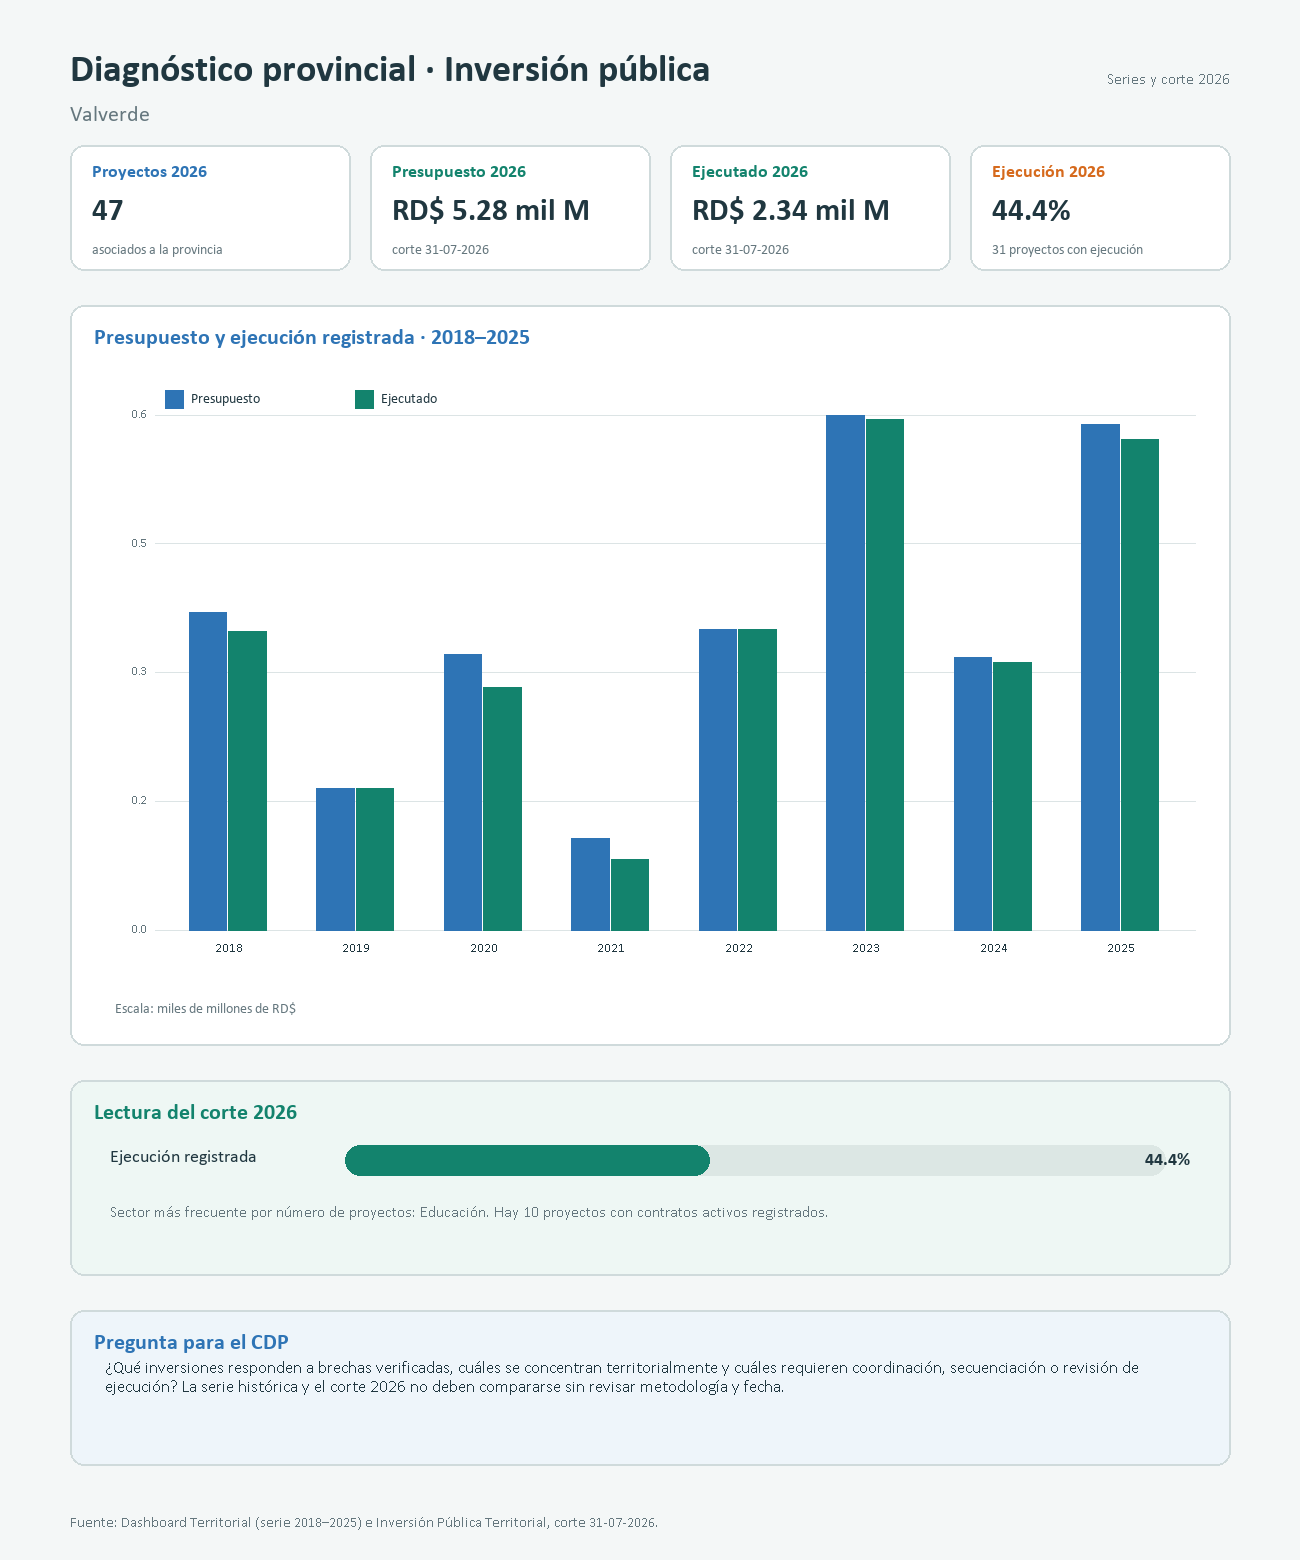 Diagnóstico provincial · Inversión pública
Series y corte 2026
Valverde
Proyectos 2026
47
asociados a la provincia
Presupuesto 2026
RD$ 5.28 mil M
corte 31-07-2026
Ejecutado 2026
RD$ 2.34 mil M
corte 31-07-2026
Ejecución 2026
44.4%
31 proyectos con ejecución
Presupuesto y ejecución registrada · 2018–2025
Presupuesto
Ejecutado
0.6
0.5
0.3
0.2
0.0
2018
2019
2020
2021
2022
2023
2024
2025
Escala: miles de millones de RD$
Lectura del corte 2026
Ejecución registrada
44.4%
Sector más frecuente por número de proyectos: Educación. Hay 10 proyectos con contratos activos registrados.
Pregunta para el CDP
¿Qué inversiones responden a brechas verificadas, cuáles se concentran territorialmente y cuáles requieren coordinación, secuenciación o revisión de
ejecución? La serie histórica y el corte 2026 no deben compararse sin revisar metodología y fecha.
Fuente: Dashboard Territorial (serie 2018–2025) e Inversión Pública Territorial, corte 31-07-2026.